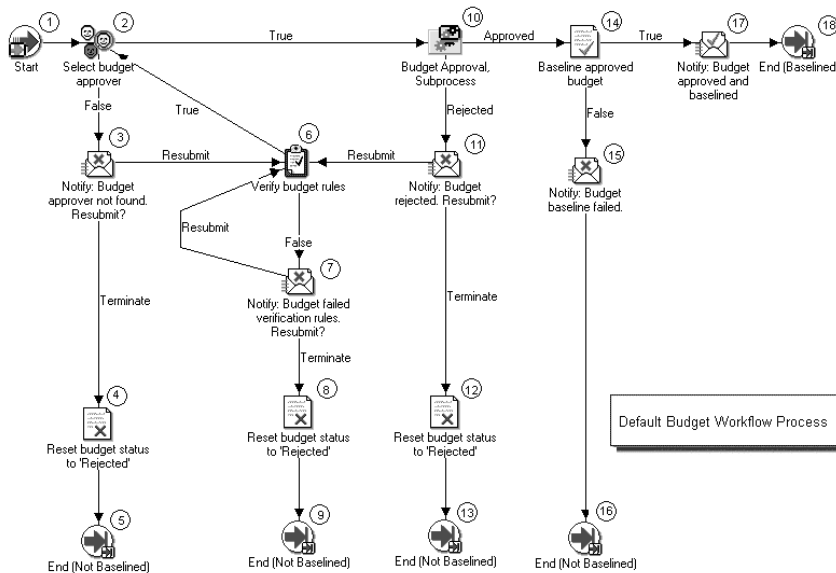 1
2
10
14
17
18
True
Approved
True
Start
Select budget
approver
Budget Approval,
Subprocess
Baseline approved
budget
Notify: Budget
approved and
baselined
End (Baselined
False
True
Rejected
False
3
6
11
15
Resubmit
Resubmit
Notify: Budget
approver not found.
Resubmit?
Verify budget rules
Notify: Budget
rejected. Resubmit?
Notify: Budget
baseline failed.
Resubmit
False
7
Notify: Budget failed
verification rules.
Resubmit?
Terminate
Terminate
Terminate
4
8
12
Reset budget status
to 'Rejected'
Reset budget status
to 'Rejected'
Reset budget status
to 'Rejected'
Default Budget Workflow Process
5
9
13
16
End (Not Baselined)
End (Not Baselined)
End (Not Baselined)
End (Not Baselined)